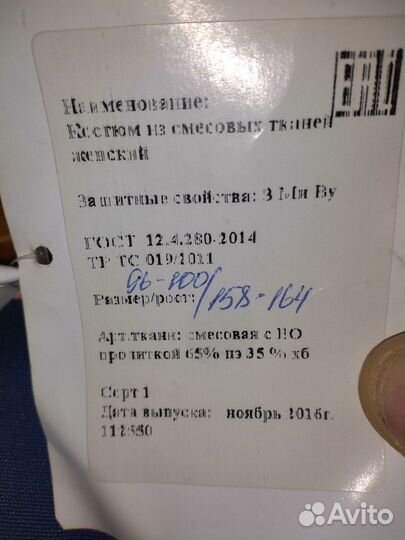 Наименование:
Костюм из смесовых тканей
женский
Защитные свойства: З Ми Ву
ГОСТ 12.4.280-2014
ТР ТС 019/2011
96-100/158-164
Размер/рост:
Арт.ткани: смесовая с ВО
пропиткой 65% пэ 35 % хб
Сорт 1
Дата выпуска: ноябрь 2016г.
112550
Avito